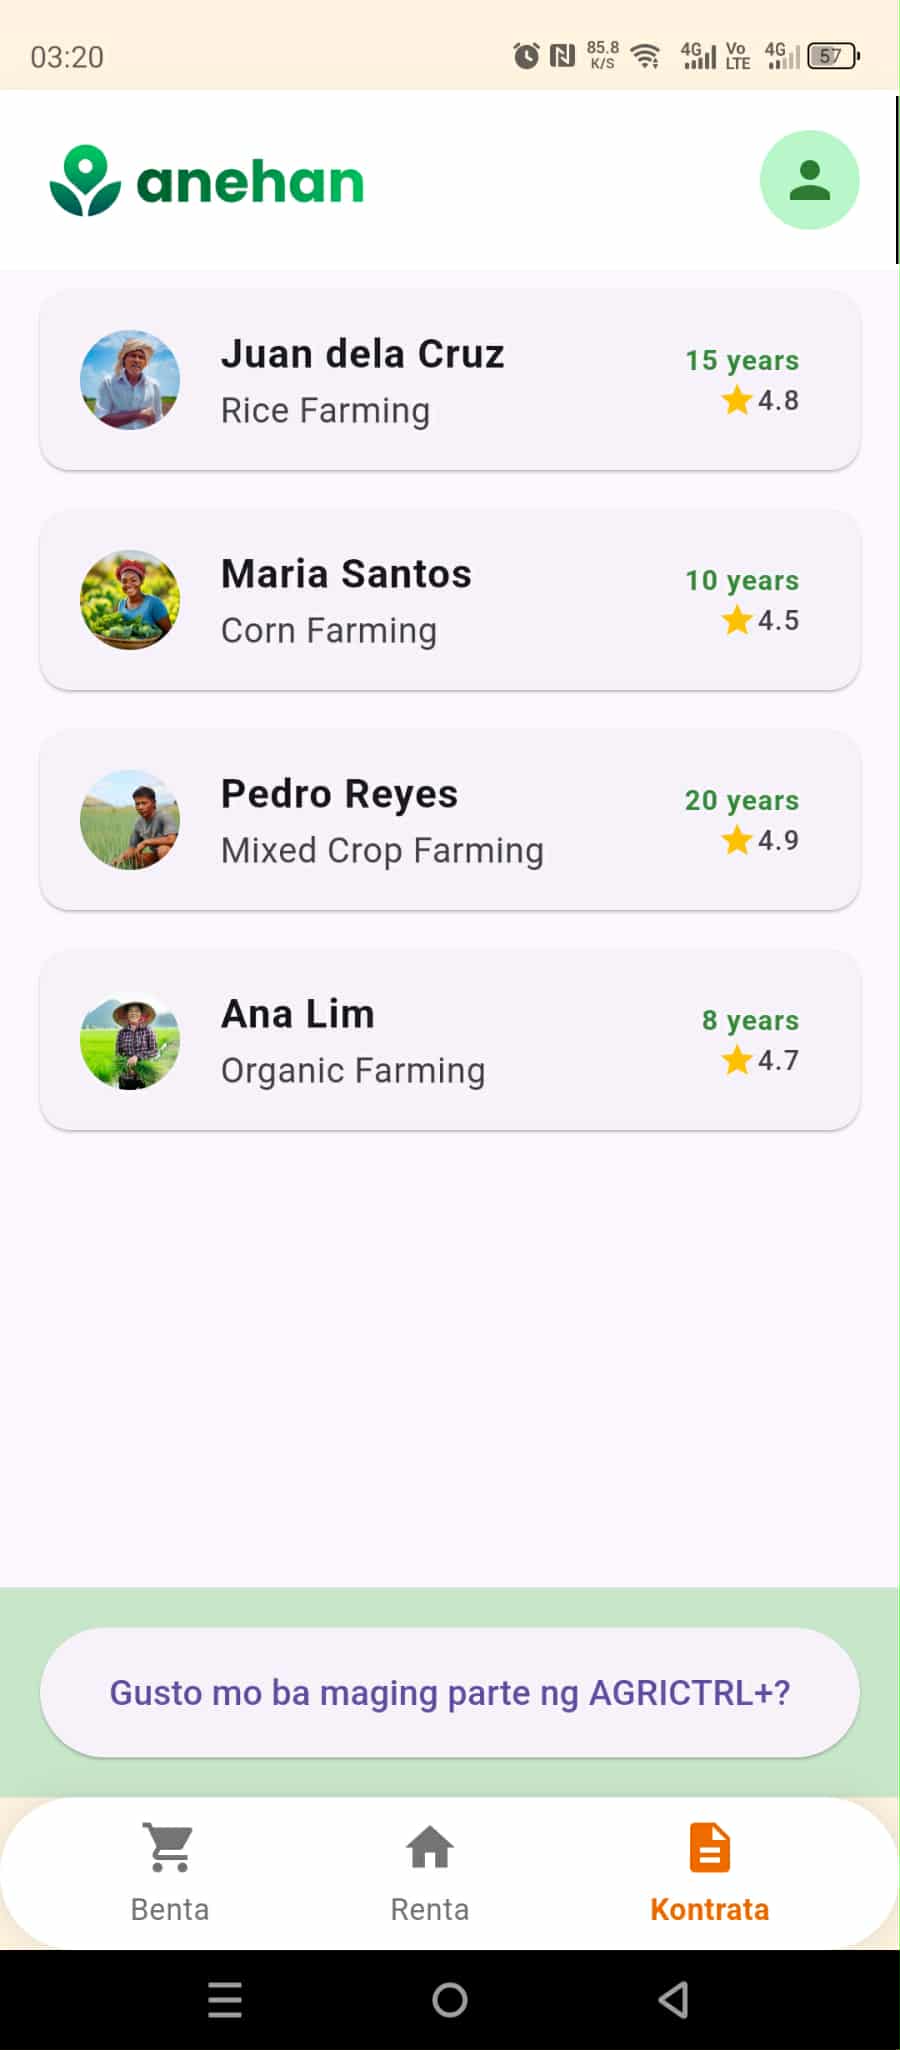 03:20
85.8 K/S 4G Vo LTE 4G 57
anehan
Juan dela Cruz
Rice Farming
15 years
4.8
Maria Santos
Corn Farming
10 years
4.5
Pedro Reyes
Mixed Crop Farming
20 years
4.9
Ana Lim
Organic Farming
8 years
4.7
Gusto mo ba maging parte ng AGRICTRL+?
Benta
Renta
Kontrata